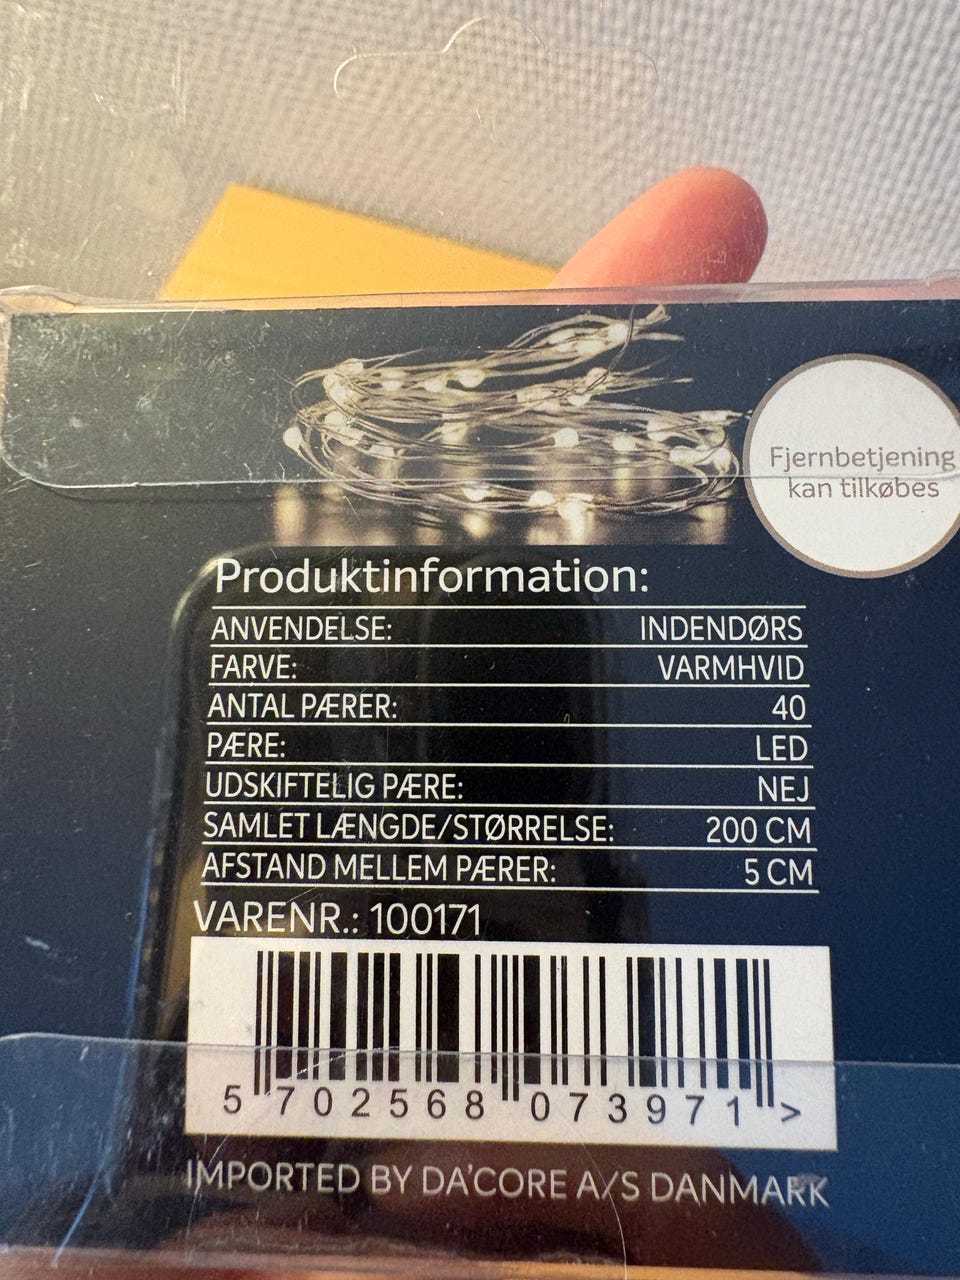 Fjernbetjening
kan tilkøbes
Produktinformation:
ANVENDELSE: INDENDØRS
FARVE: VARMHVID
ANTAL PÆRER: 40
PÆRE: LED
UDSKIFTELIG PÆRE: NEJ
SAMLET LÆNGDE/STØRRELSE: 200 CM
AFSTAND MELLEM PÆRER: 5 CM
VARENR.: 100171
5 702568 073971 >
IMPORTED BY DA'CORE A/S DANMARK